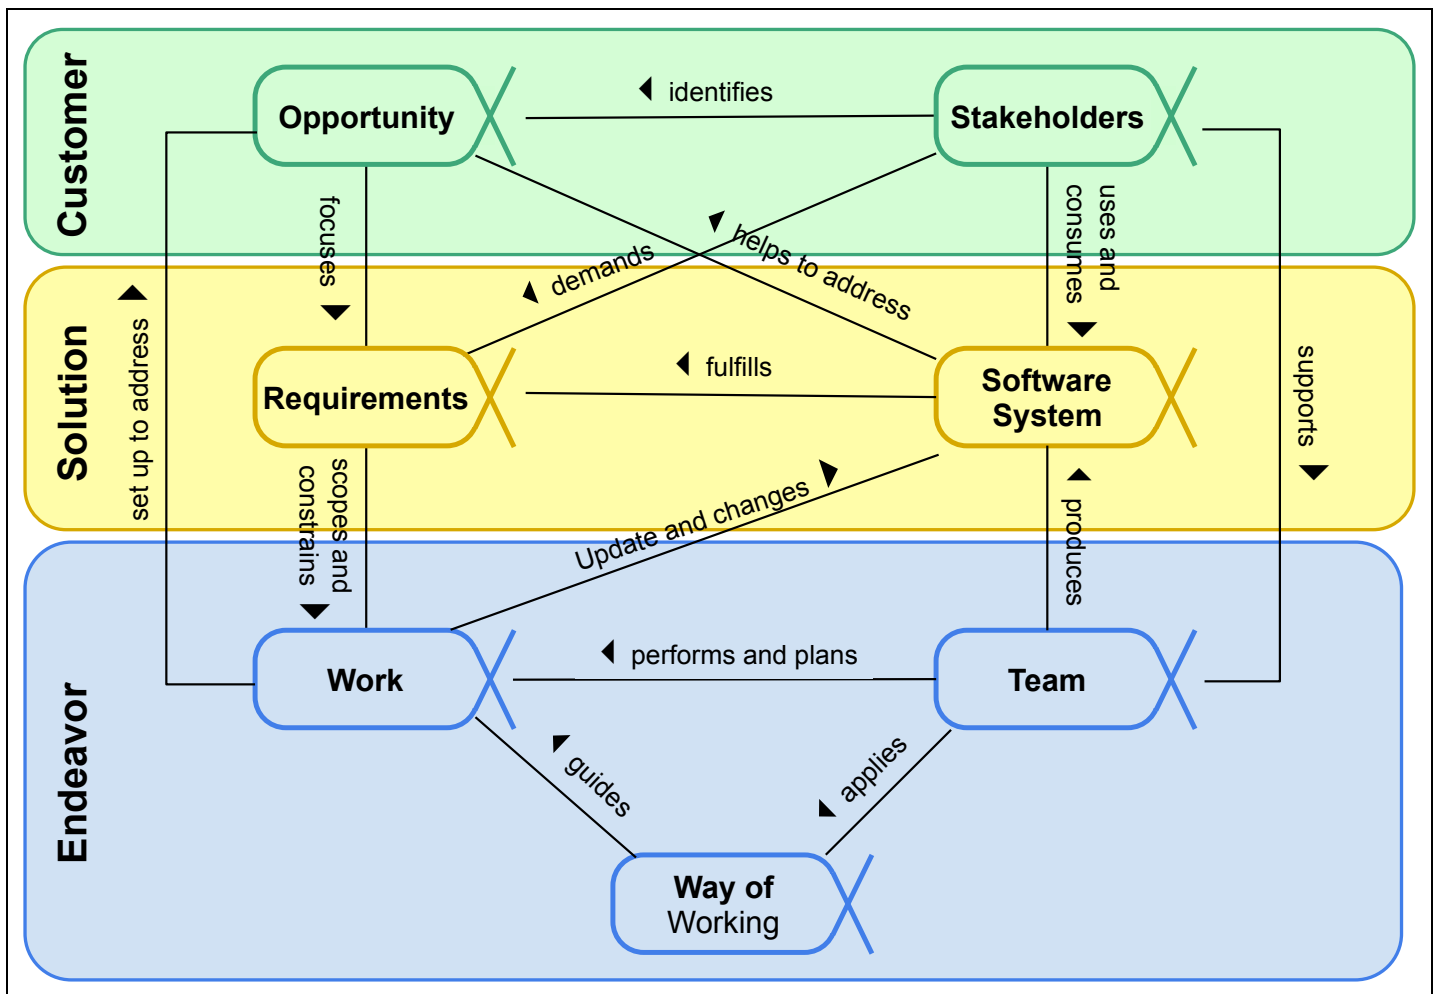 Customer
Opportunity
identifies
Stakeholders
focuses
demands
helps to address
uses and
consumes
Solution
set up to address
Requirements
fulfills
Software
System
supports
scopes and
constrains
Update and changes
produces
Endeavor
Work
performs and plans
Team
guides
applies
Way of
Working